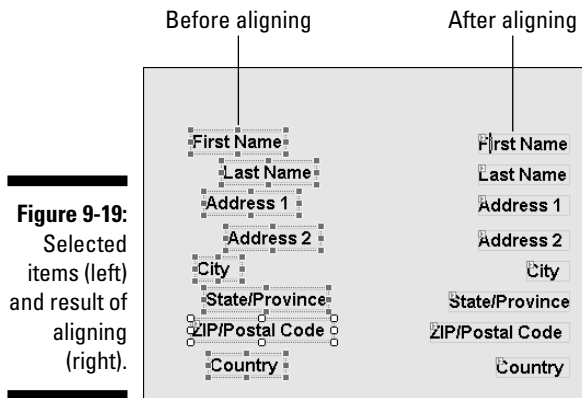 Before aligning
After aligning
First Name
Last Name
Address 1
Address 2
City
State/Province
ZIP/Postal Code
Country
First Name
Last Name
Address 1
Address 2
City
State/Province
ZIP/Postal Code
Country
Figure 9-19:
Selected
items (left)
and result of
aligning
(right).